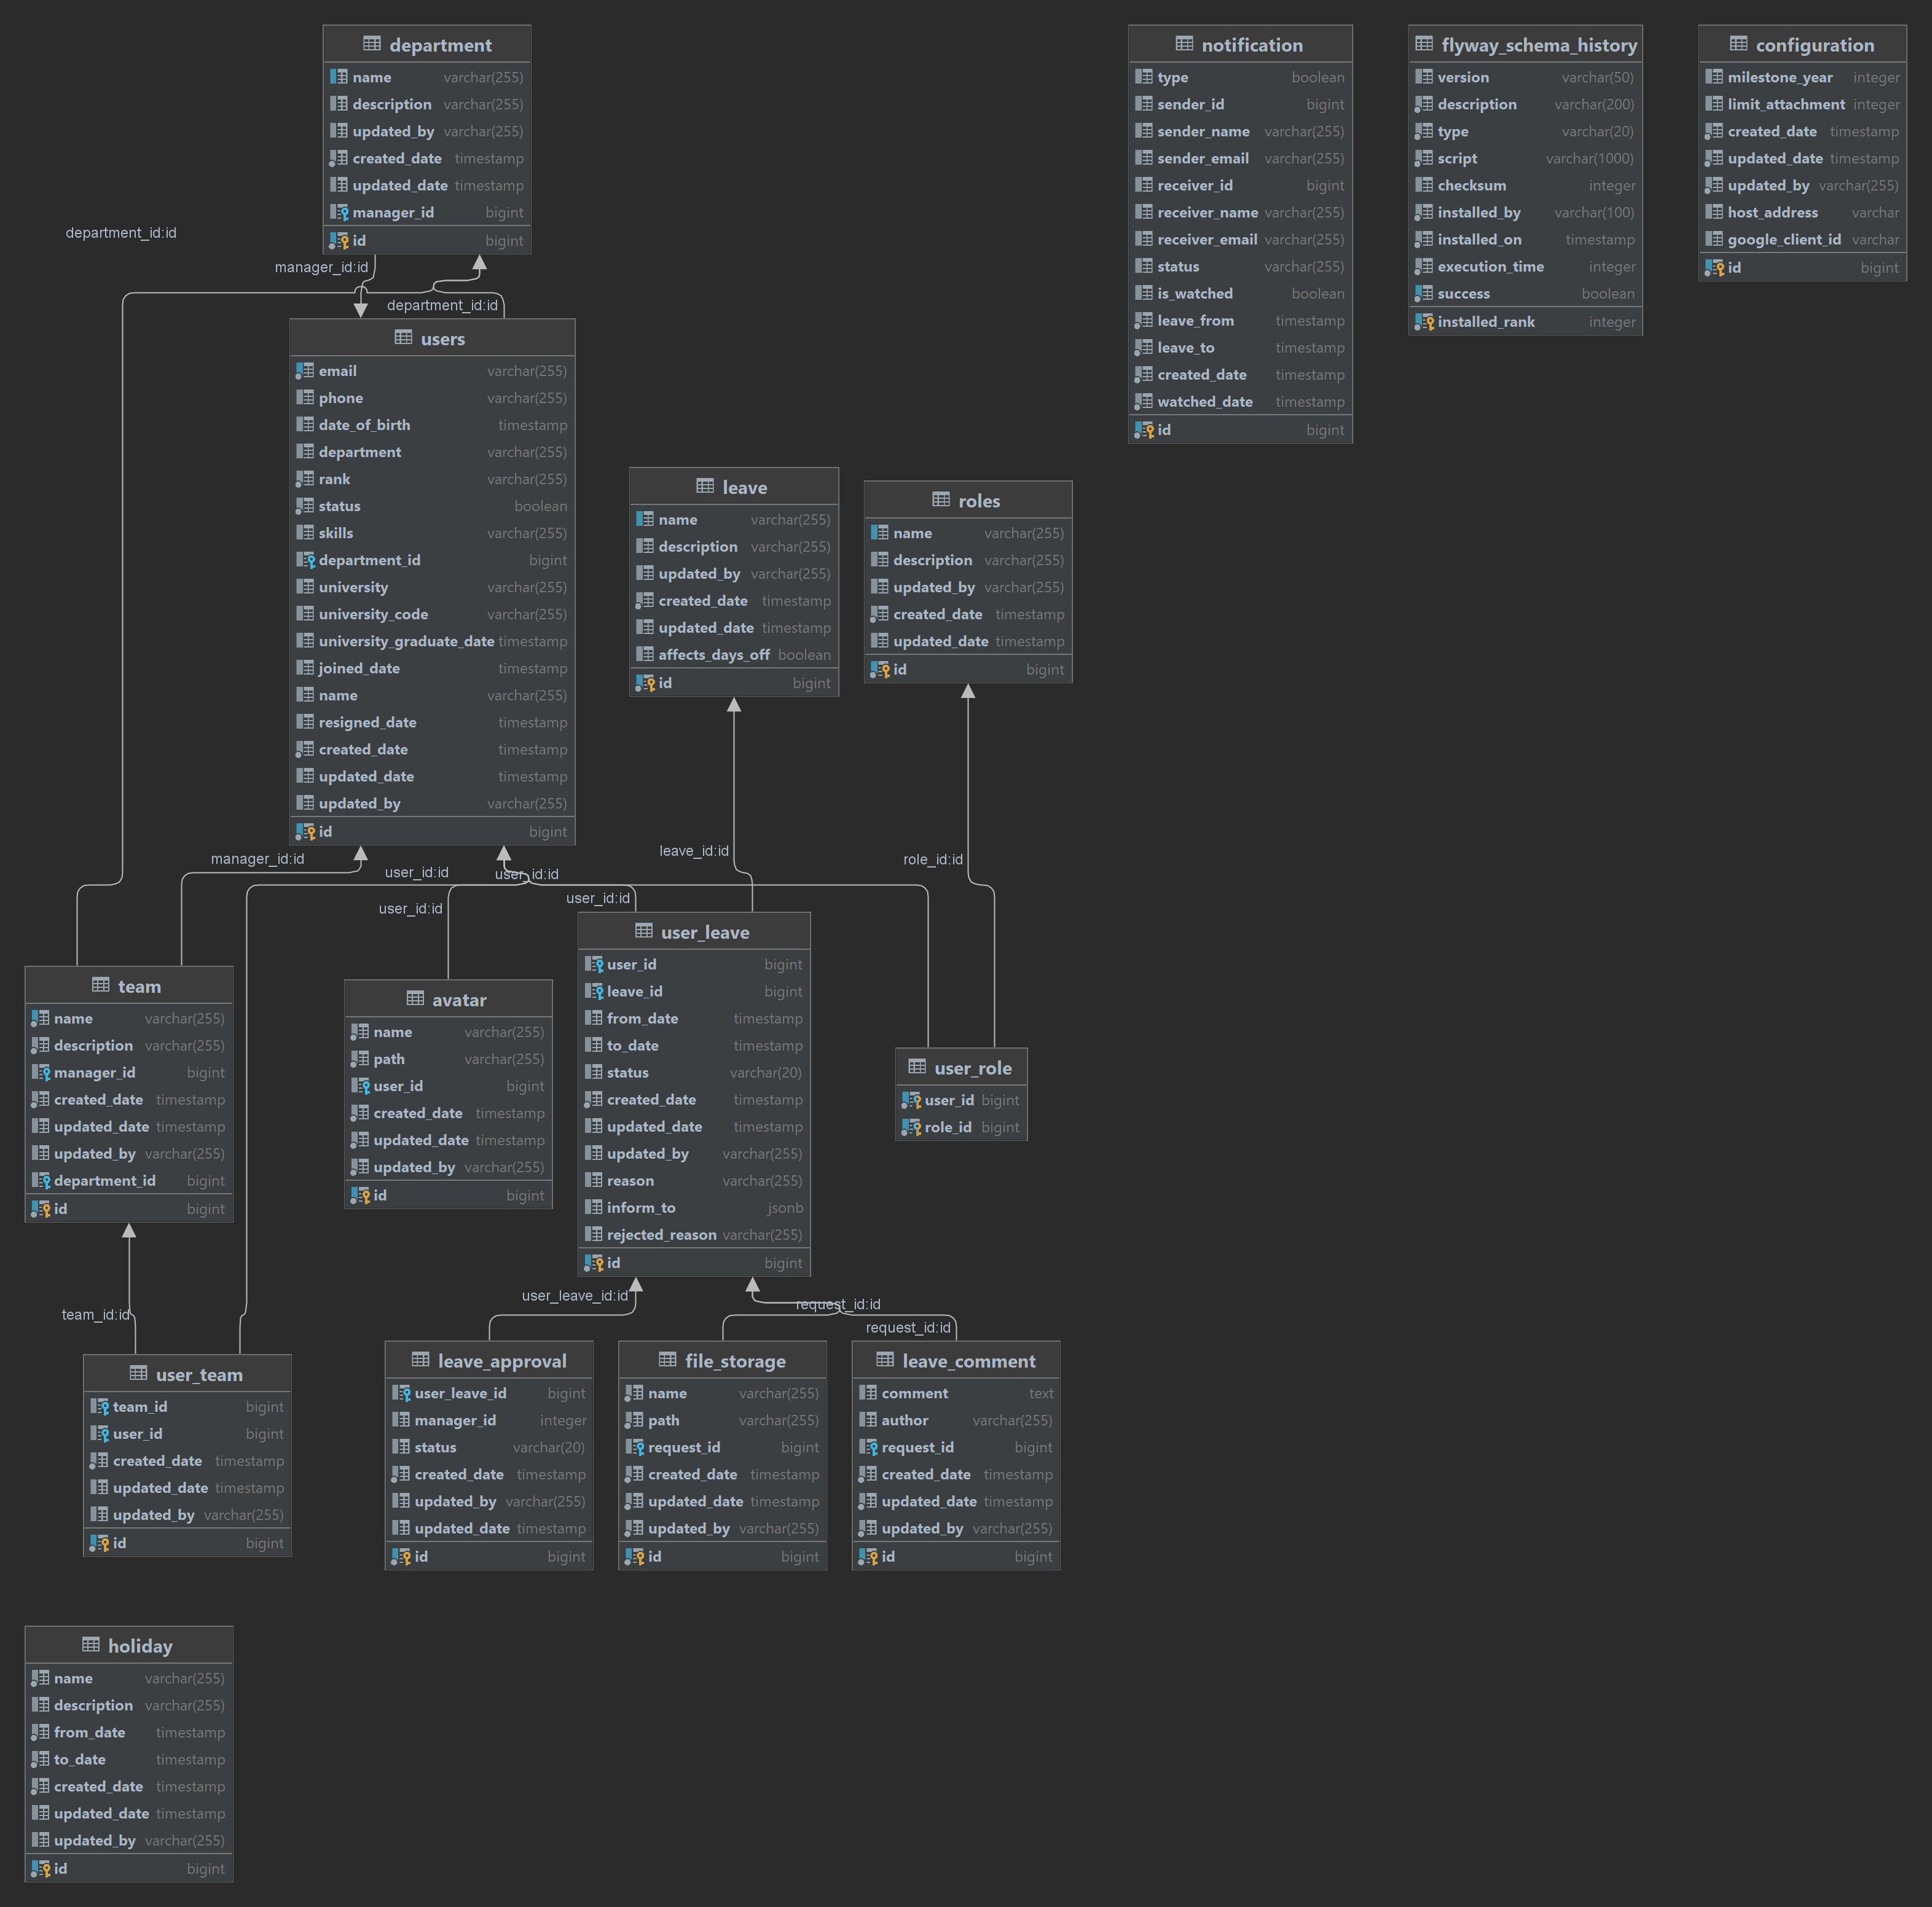 department
name varchar(255)
description varchar(255)
updated_by varchar(255)
created_date timestamp
updated_date timestamp
manager_id bigint
id bigint
notification
type boolean
sender_id bigint
sender_name varchar(255)
sender_email varchar(255)
receiver_id bigint
receiver_name varchar(255)
receiver_email varchar(255)
status varchar(255)
is_watched boolean
leave_from timestamp
leave_to timestamp
created_date timestamp
watched_date timestamp
id bigint
flyway_schema_history
version varchar(50)
description varchar(200)
type varchar(20)
script varchar(1000)
checksum integer
installed_by varchar(100)
installed_on timestamp
execution_time integer
success boolean
installed_rank integer
configuration
milestone_year integer
limit_attachment integer
created_date timestamp
updated_date timestamp
updated_by varchar(255)
host_address varchar
google_client_id varchar
id bigint
department_id:id
manager_id:id
department_id:id
users
email varchar(255)
phone varchar(255)
date_of_birth timestamp
department varchar(255)
rank varchar(255)
status boolean
skills varchar(255)
department_id bigint
university varchar(255)
university_code varchar(255)
university_graduate_date timestamp
joined_date timestamp
name varchar(255)
resigned_date timestamp
created_date timestamp
updated_date timestamp
updated_by varchar(255)
id bigint
leave
name varchar(255)
description varchar(255)
updated_by varchar(255)
created_date timestamp
updated_date timestamp
affects_days_off boolean
id bigint
roles
name varchar(255)
description varchar(255)
updated_by varchar(255)
created_date timestamp
updated_date timestamp
id bigint
manager_id:id
user_id:id
user_id:id
leave_id:id
role_id:id
user_id:id
user_id:id
team
name varchar(255)
description varchar(255)
manager_id bigint
created_date timestamp
updated_date timestamp
updated_by varchar(255)
department_id bigint
id bigint
avatar
name varchar(255)
path varchar(255)
user_id bigint
created_date timestamp
updated_date timestamp
updated_by varchar(255)
id bigint
user_leave
user_id bigint
leave_id bigint
from_date timestamp
to_date timestamp
status varchar(20)
created_date timestamp
updated_date timestamp
updated_by varchar(255)
reason varchar(255)
inform_to jsonb
rejected_reason varchar(255)
id bigint
user_role
user_id bigint
role_id bigint
team_id:id
user_leave_id:id
request_id:id
request_id:id
user_team
team_id bigint
user_id bigint
created_date timestamp
updated_date timestamp
updated_by varchar(255)
id bigint
leave_approval
user_leave_id bigint
manager_id integer
status varchar(20)
created_date timestamp
updated_by varchar(255)
updated_date timestamp
id bigint
file_storage
name varchar(255)
path varchar(255)
request_id bigint
created_date timestamp
updated_date timestamp
updated_by varchar(255)
id bigint
leave_comment
comment text
author varchar(255)
request_id bigint
created_date timestamp
updated_date timestamp
updated_by varchar(255)
id bigint
holiday
name varchar(255)
description varchar(255)
from_date timestamp
to_date timestamp
created_date timestamp
updated_date timestamp
updated_by varchar(255)
id bigint